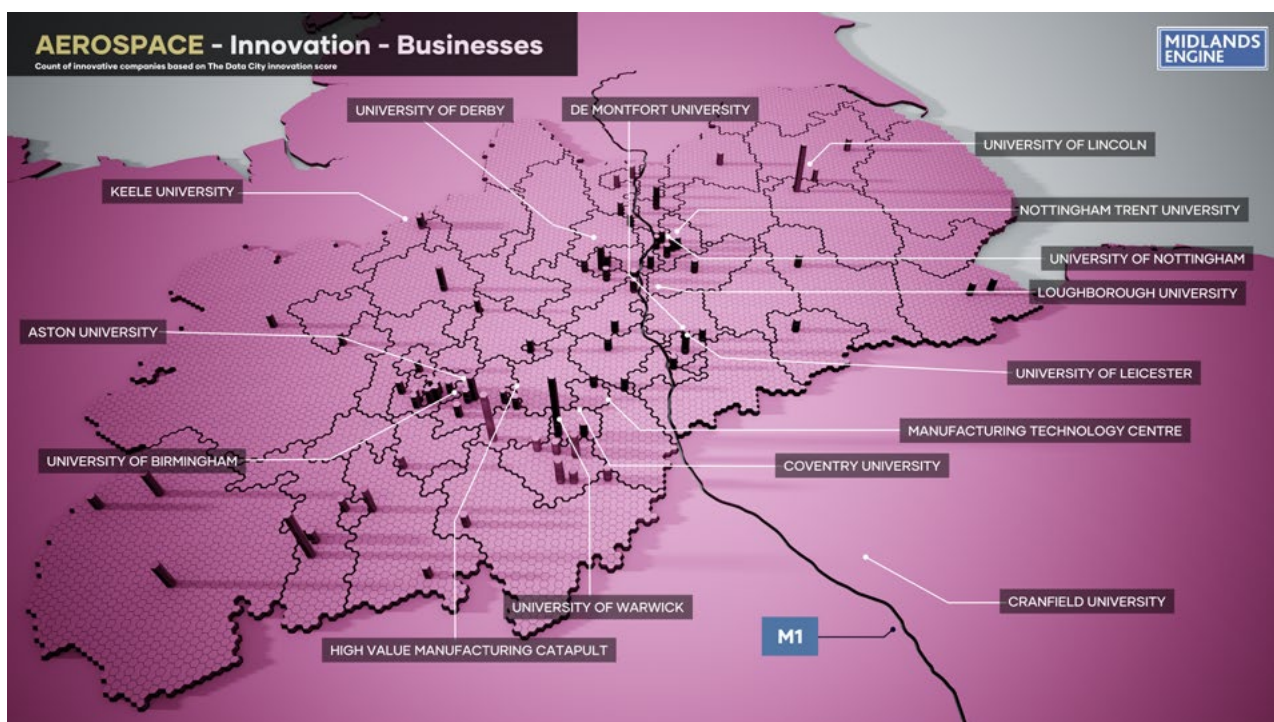 AEROSPACE - Innovation - Businesses
Count of innovative companies based on The Data City innovation score
MIDLANDS
ENGINE
UNIVERSITY OF DERBY
DE MONTFORT UNIVERSITY
UNIVERSITY OF LINCOLN
KEELE UNIVERSITY
NOTTINGHAM TRENT UNIVERSITY
UNIVERSITY OF NOTTINGHAM
LOUGHBOROUGH UNIVERSITY
ASTON UNIVERSITY
UNIVERSITY OF LEICESTER
MANUFACTURING TECHNOLOGY CENTRE
UNIVERSITY OF BIRMINGHAM
COVENTRY UNIVERSITY
UNIVERSITY OF WARWICK
CRANFIELD UNIVERSITY
M1
HIGH VALUE MANUFACTURING CATAPULT